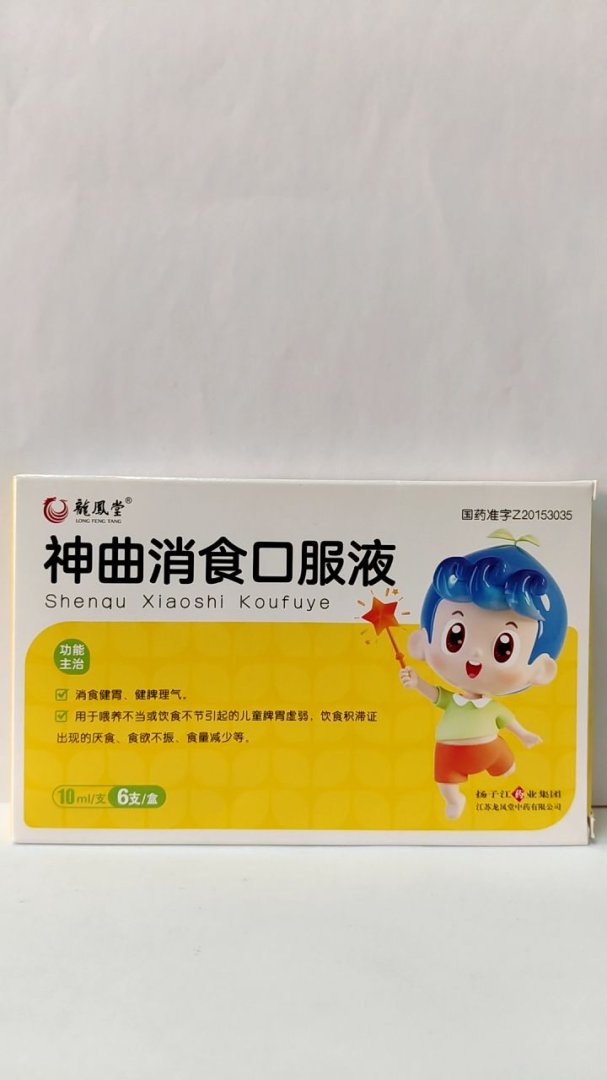 龍鳳堂®
LONG FENG TANG
国药准字Z20153035
神曲消食口服液
Shenqu Xiaoshi Koufuye
功能
主治
消食健胃、健脾理气。
用于喂养不当或饮食不节引起的儿童脾胃虚弱，饮食积滞证
出现的厌食、食欲不振、食量减少等。
10ml/支 6支/盒
扬子江药业集团
江苏龙凤堂中药有限公司